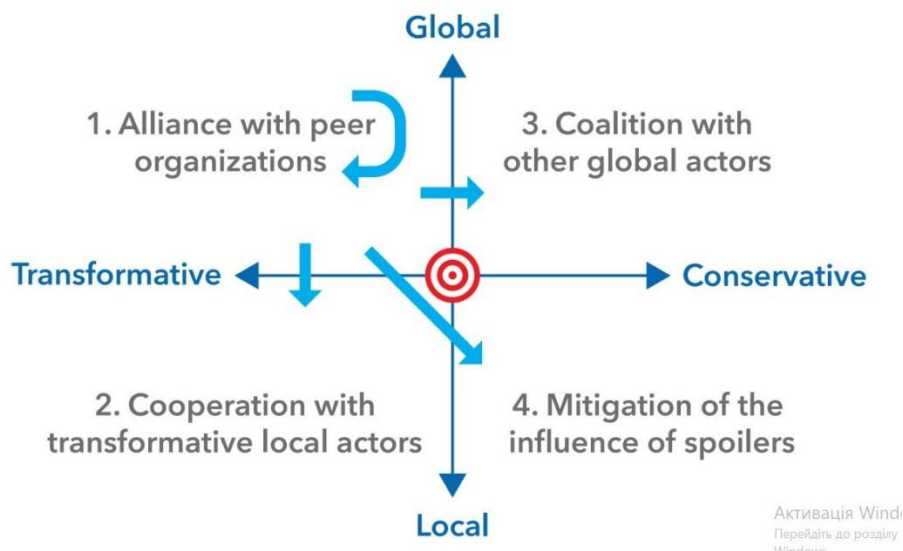 Global
1. Alliance with peer
organizations
3. Coalition with
other global actors
Transformative
Conservative
2. Cooperation with
transformative local actors
4. Mitigation of the
influence of spoilers
Local
Активація Windo
Перейдіть до розділу
Windows